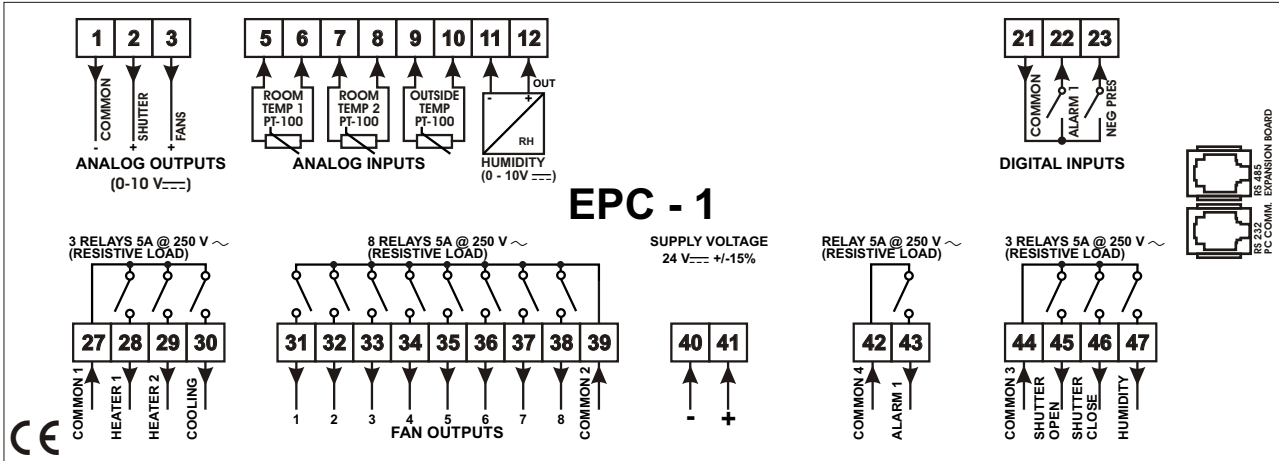 1 2 3
5 6 7 8 9 10 11 12
21 22 23
- COMMON
+ SHUTTER
+ FANS
ANALOG OUTPUTS
(0-10 V⎓)
ROOM
TEMP 1
PT-100
ROOM
TEMP 2
PT-100
OUTSIDE
TEMP
PT-100
ANALOG INPUTS
- +
OUT
RH
HUMIDITY
(0 - 10V ⎓)
COMMON
ALARM 1
NEG PRES
DIGITAL INPUTS
RS 485
EXPANSION BOARD
RS 232
PC COMM.
EPC - 1
3 RELAYS 5A @ 250 V ~
(RESISTIVE LOAD)
27 28 29 30
COMMON 1
HEATER 1
HEATER 2
COOLING
8 RELAYS 5A @ 250 V ~
(RESISTIVE LOAD)
31 32 33 34 35 36 37 38 39
1 2 3 4 5 6 7 8
COMMON 2
FAN OUTPUTS
SUPPLY VOLTAGE
24 V⎓ +/-15%
40 41
- +
RELAY 5A @ 250 V ~
(RESISTIVE LOAD)
42 43
COMMON 4
ALARM 1
3 RELAYS 5A @ 250 V ~
(RESISTIVE LOAD)
44 45 46 47
COMMON 3
SHUTTER
OPEN
SHUTTER
CLOSE
HUMIDITY
CE